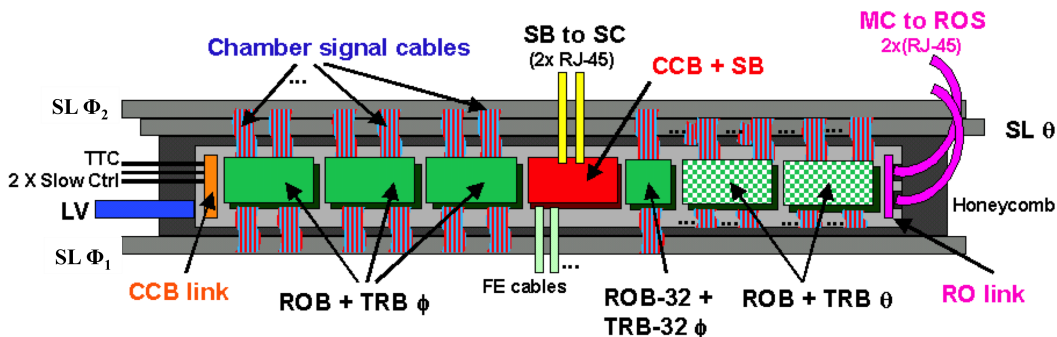 Chamber signal cables
...
SB to SC
(2x RJ-45)
CCB + SB
MC to ROS
2x(RJ-45)
SL Φ2
SL θ
... ... ... ...
TTC
2 X Slow Ctrl
LV
Honeycomb
... ... ...
SL Φ1
CCB link
ROB + TRB ϕ
FE cables
...
ROB-32 +
TRB-32 ϕ
ROB + TRB θ
RO link